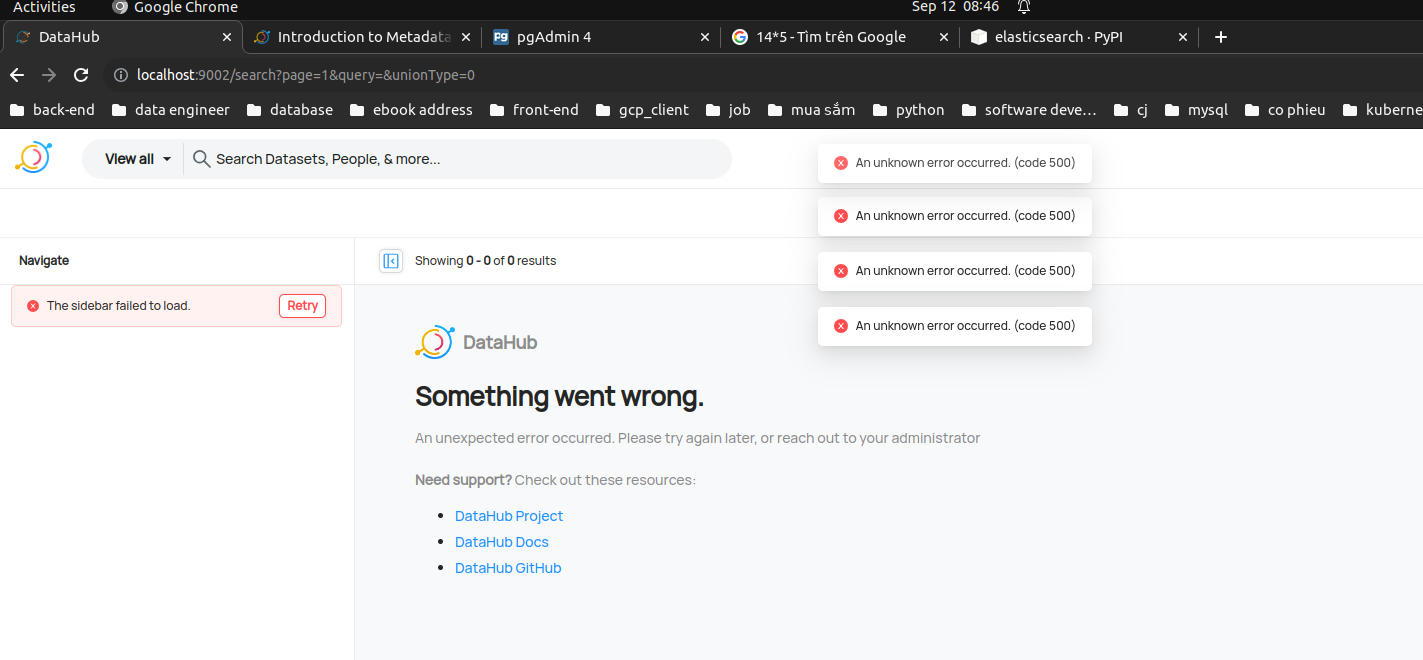 Activities Google Chrome Sep 12 08:46
DataHub Introduction to Metadata pgAdmin 4 14*5 - Tìm trên Google elasticsearch · PyPI
localhost:9002/search?page=1&query=&unionType=0
back-end data engineer database ebook address front-end gcp_client job mua sắm python software deve... cj mysql co phieu kuberne
View all Search Datasets, People, & more...
An unknown error occurred. (code 500)
An unknown error occurred. (code 500)
Navigate
Showing 0 - 0 of 0 results
An unknown error occurred. (code 500)
The sidebar failed to load. Retry
An unknown error occurred. (code 500)
DataHub
Something went wrong.
An unexpected error occurred. Please try again later, or reach out to your administrator
Need support? Check out these resources:
DataHub Project
DataHub Docs
DataHub GitHub